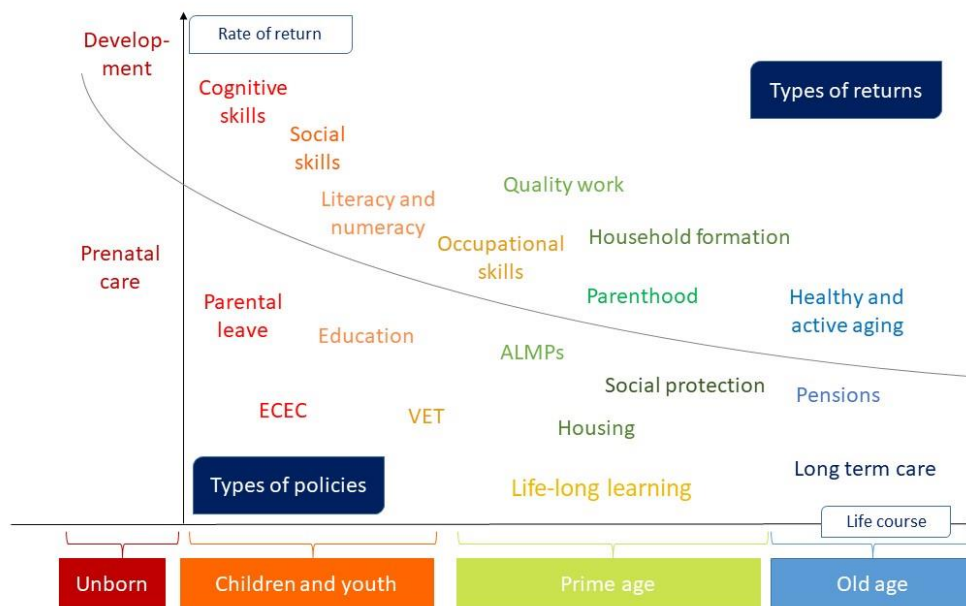 Develop-
ment
Rate of return
Cognitive
skills
Types of returns
Social
skills
Quality work
Literacy and
numeracy
Occupational
skills
Household formation
Prenatal
care
Parental
leave
Parenthood
Healthy and
active aging
Education
ALMPs
Social protection
Pensions
ECEC
VET
Housing
Types of policies
Life-long learning
Long term care
Life course
Unborn
Children and youth
Prime age
Old age